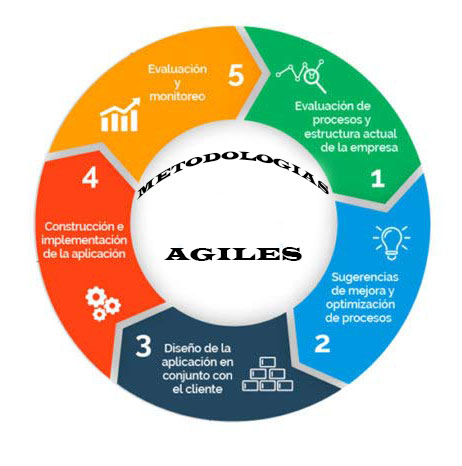 METODOLOGIAS
AGILES
Evaluación de
procesos y
estructura actual
de la empresa
1
Sugerencias
de mejora y
optimización
de procesos
2
3
Diseño de la
aplicación en
conjunto con
el cliente
4
Construcción e
implementación
de la aplicación
5
Evaluación
y
monitoreo